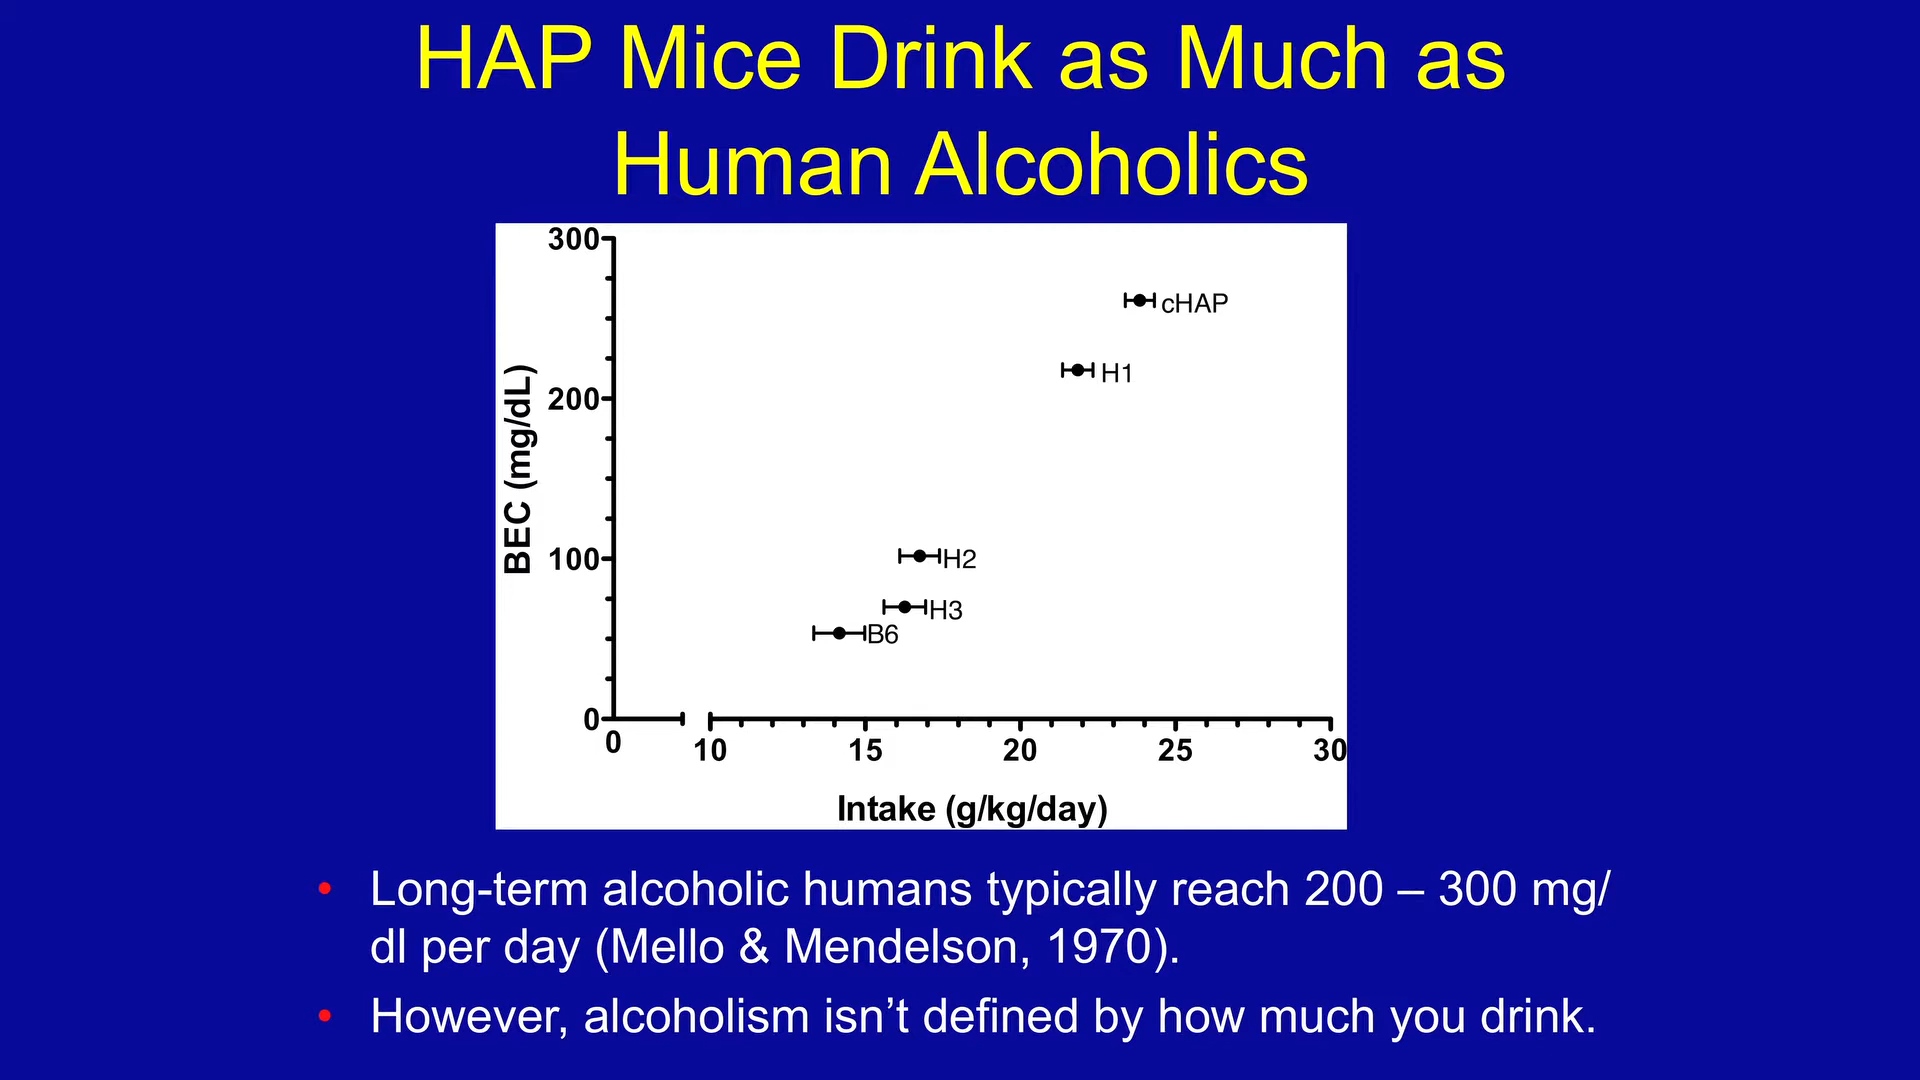 HAP Mice Drink as Much as
Human Alcoholics
300
cHAP
H1
200
BEC (mg/dL)
100
H2
H3
B6
0
0
10
15
20
25
30
Intake (g/kg/day)
• Long-term alcoholic humans typically reach 200 – 300 mg/
dl per day (Mello & Mendelson, 1970).
• However, alcoholism isn’t defined by how much you drink.